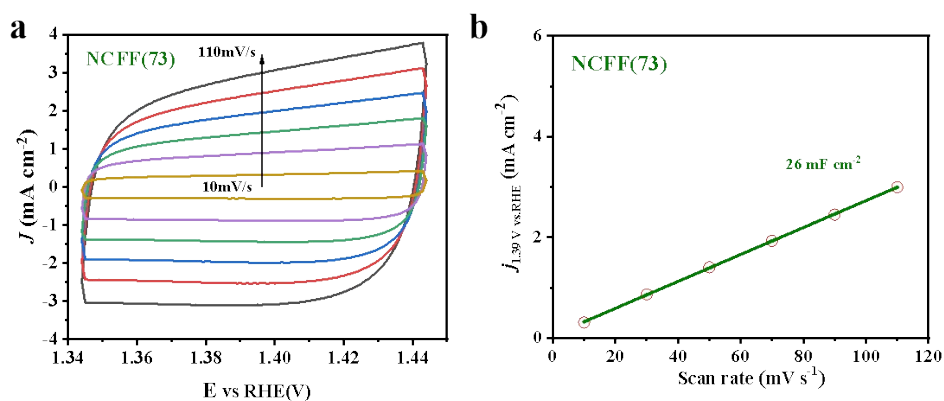 a
NCFF(73)
110mV/s
10mV/s
4
3
2
1
0
-1
-2
-3
-4
J (mA cm-2)
1.34 1.36 1.38 1.40 1.42 1.44
E vs RHE(V)
b
NCFF(73)
26 mF cm-2
6
4
2
0
j1.39 V vs.RHE (mA cm-2)
20 40 60 80 100 120
Scan rate (mV s-1)